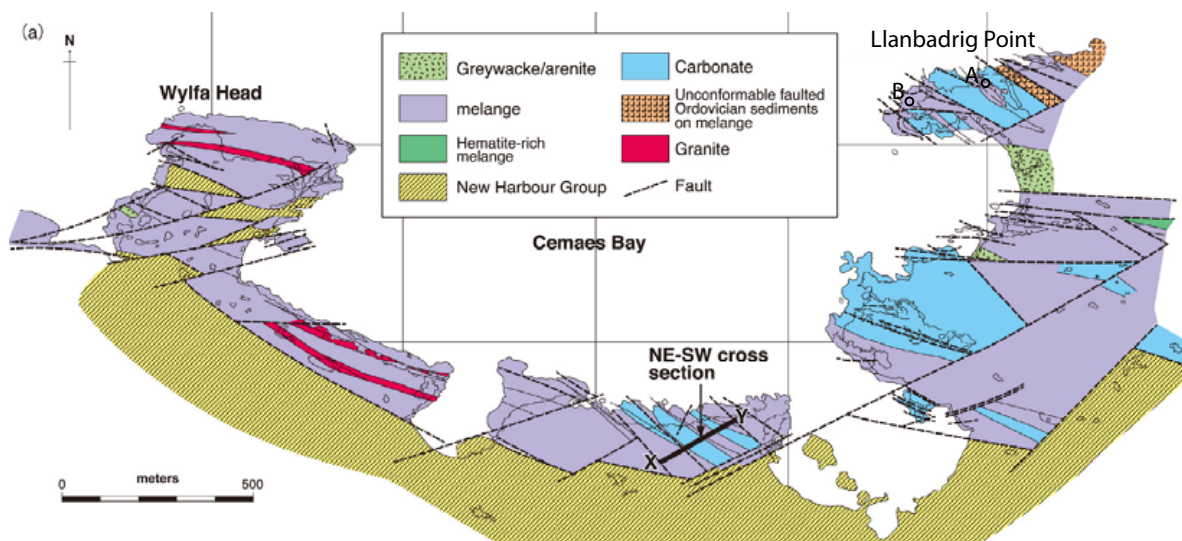 (a)
N
Wylfa Head
Greywacke/arenite
melange
Hematite-rich
melange
New Harbour Group
Carbonate
Unconformable faulted
Ordovician sediments
on melange
Granite
Fault
Llanbadrig Point
A
B
Cemaes Bay
NE-SW cross
section
X
Y
meters
0
500